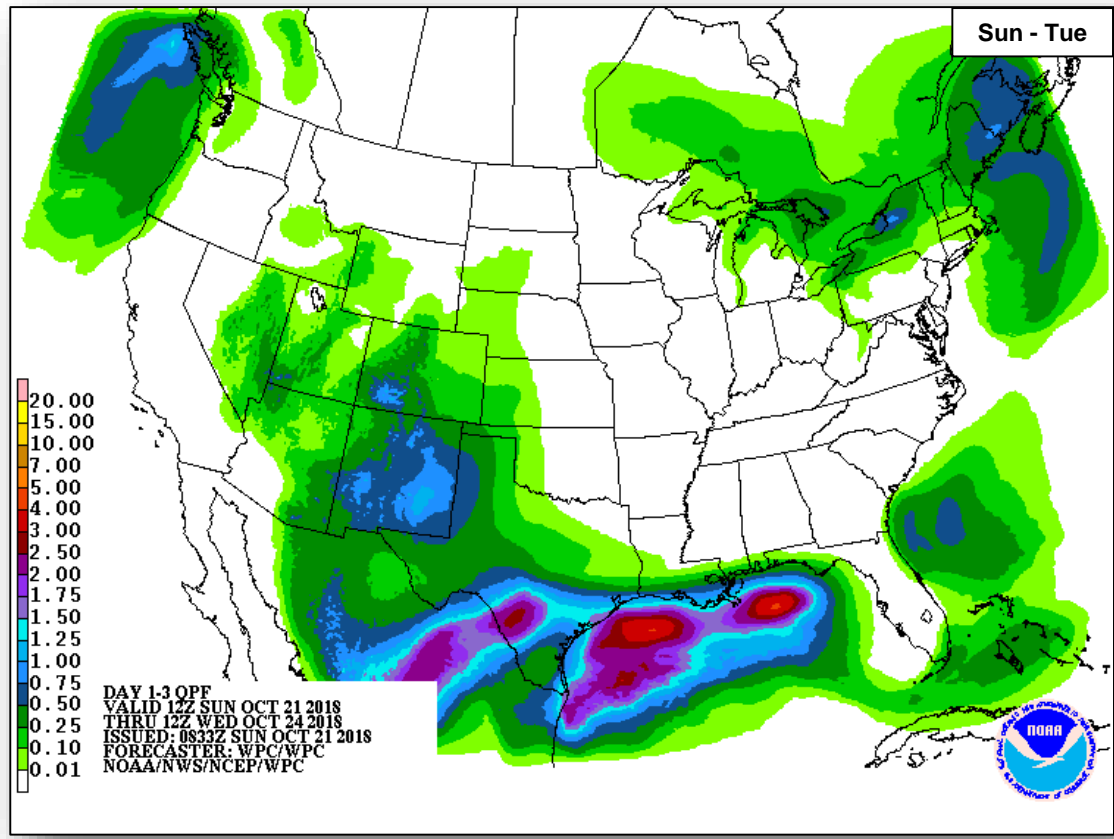 Sun - Tue
20.00
15.00
10.00
7.00
5.00
4.00
3.00
2.50
2.00
1.75
1.50
1.25
1.00
0.75
0.50
0.25
0.10
0.01
DAY 1-3 QPF
VALID 12Z SUN OCT 21 2018
THRU 12Z WED OCT 24 2018
ISSUED: 0833Z SUN OCT 21 2018
FORECASTER: WPC/WPC
NOAA/NWS/NCEP/WPC
NOAA